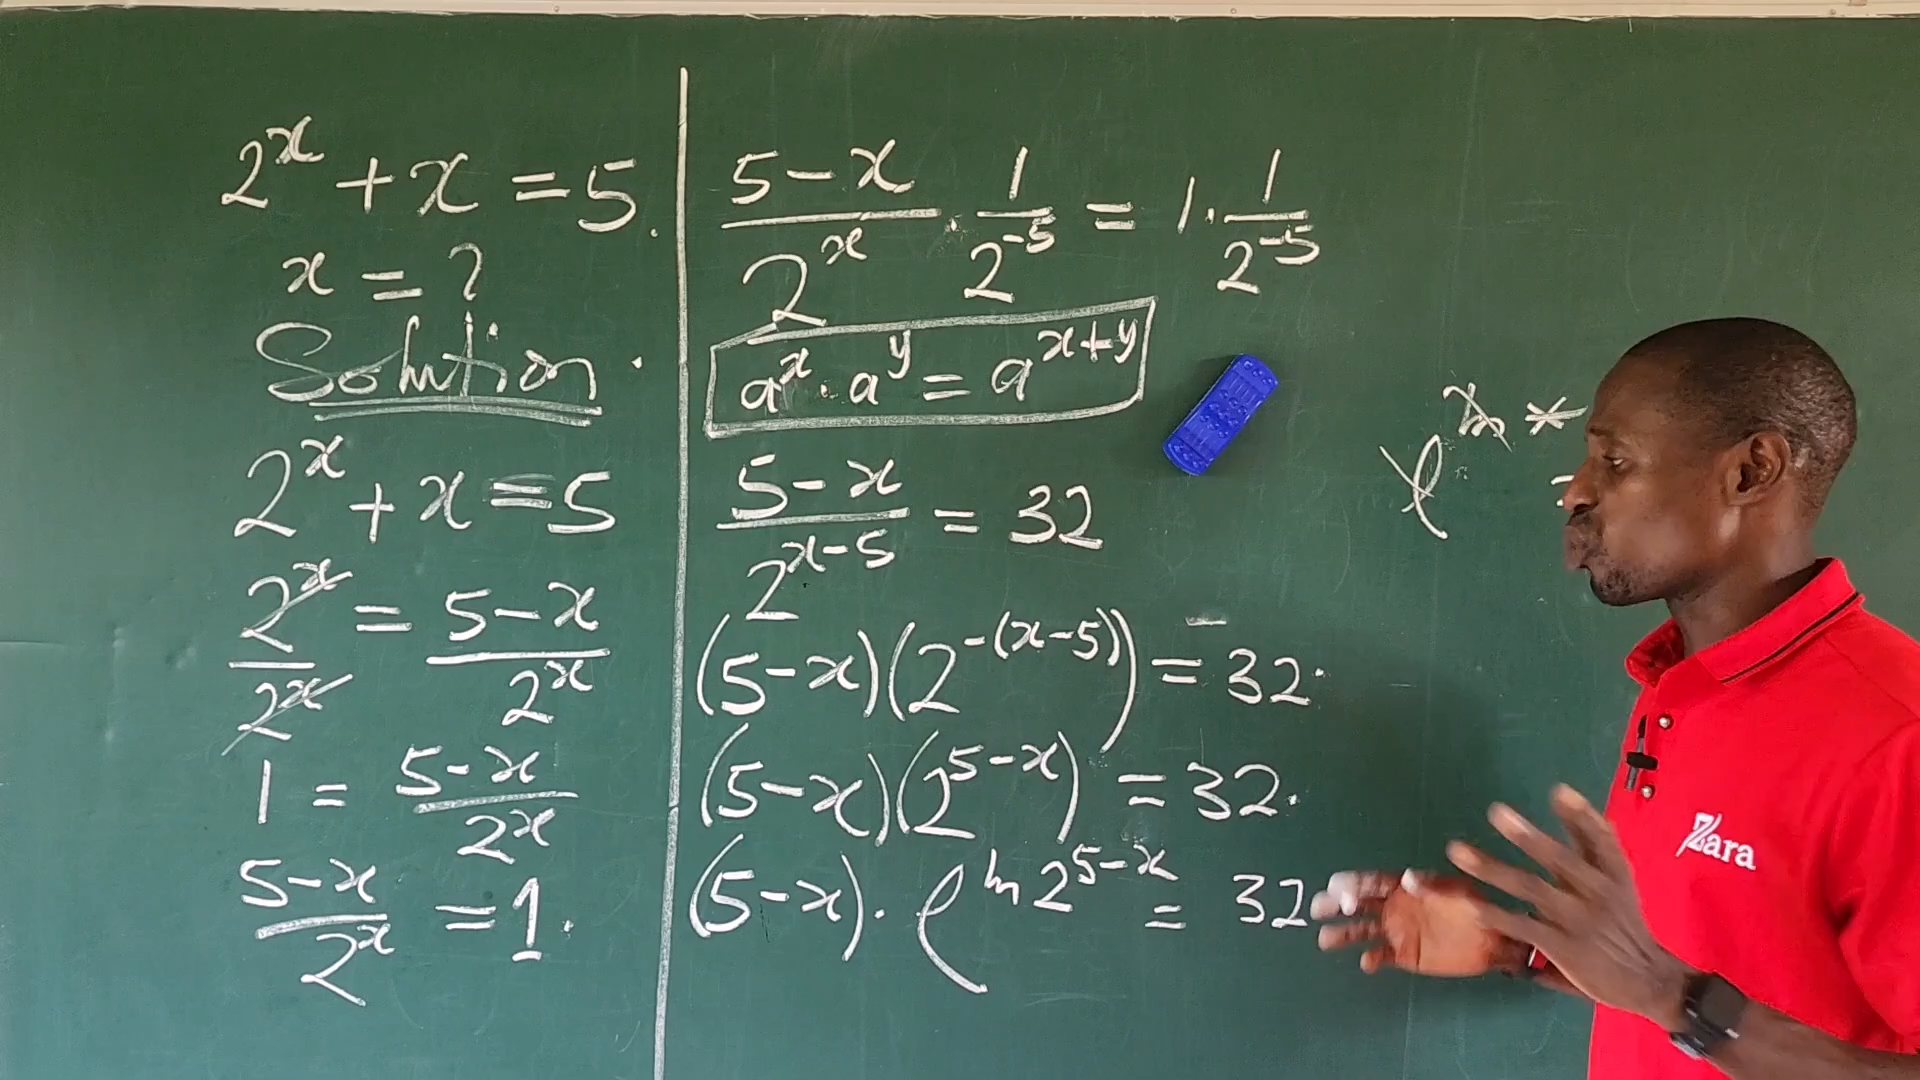 2^x + x = 5.
x = ?
Solution.
2^x + x = 5
2^x/2^x = (5-x)/2^x
1 = (5-x)/2^x
(5-x)/2^x = 1.
(5-x)/2^x · 1/2^-5 = 1 · 1/2^-5
a^x · a^y = a^(x+y)
(5-x)/2^(x-5) = 32
(5-x)(2^-(x-5)) = 32.
(5-x)(2^(5-x)) = 32.
(5-x) · e^(ln 2^(5-x)) = 32
Zara